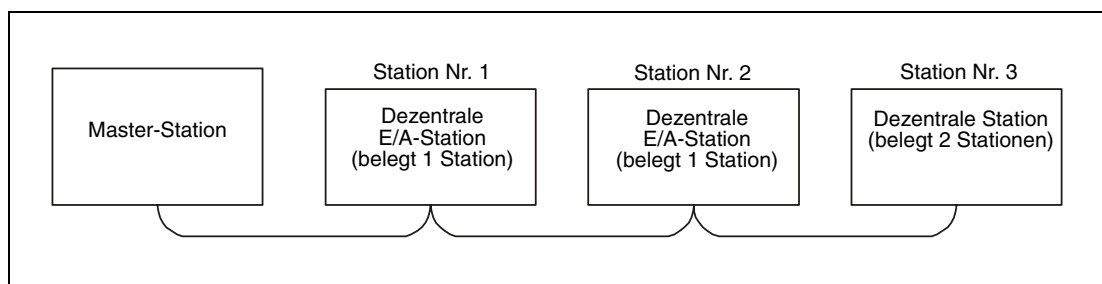 Master-Station
Station Nr. 1
Dezentrale
E/A-Station
(belegt 1 Station)
Station Nr. 2
Dezentrale
E/A-Station
(belegt 1 Station)
Station Nr. 3
Dezentrale Station
(belegt 2 Stationen)